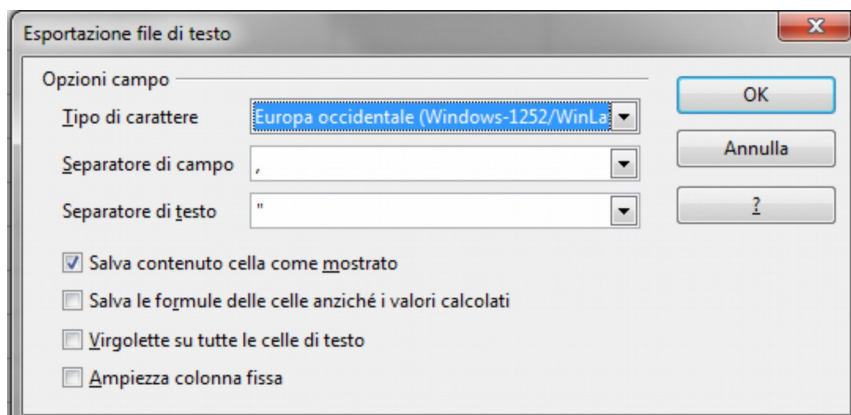 Esportazione file di testo
Opzioni campo
Tipo di carattere
Europa occidentale (Windows-1252/WinLa
Separatore di campo
,
Separatore di testo
"
Salva contenuto cella come mostrato
Salva le formule delle celle anziché i valori calcolati
Virgolette su tutte le celle di testo
Ampiezza colonna fissa
OK
Annulla
?